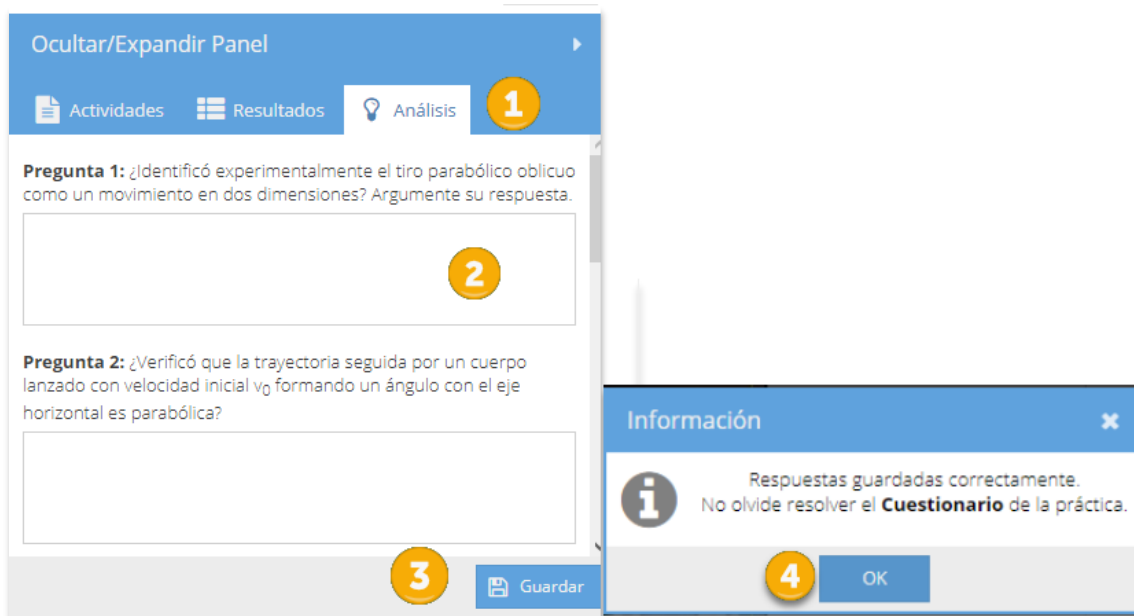 Ocultar/Expandir Panel
Actividades Resultados Análisis 1
Pregunta 1: ¿Identificó experimentalmente el tiro parabólico oblicuo
como un movimiento en dos dimensiones? Argumente su respuesta.
2
Pregunta 2: ¿Verificó que la trayectoria seguida por un cuerpo
lanzado con velocidad inicial v0 formando un ángulo con el eje
horizontal es parabólica?
3 Guardar
Información
Respuestas guardadas correctamente.
No olvide resolver el Cuestionario de la práctica.
4 OK